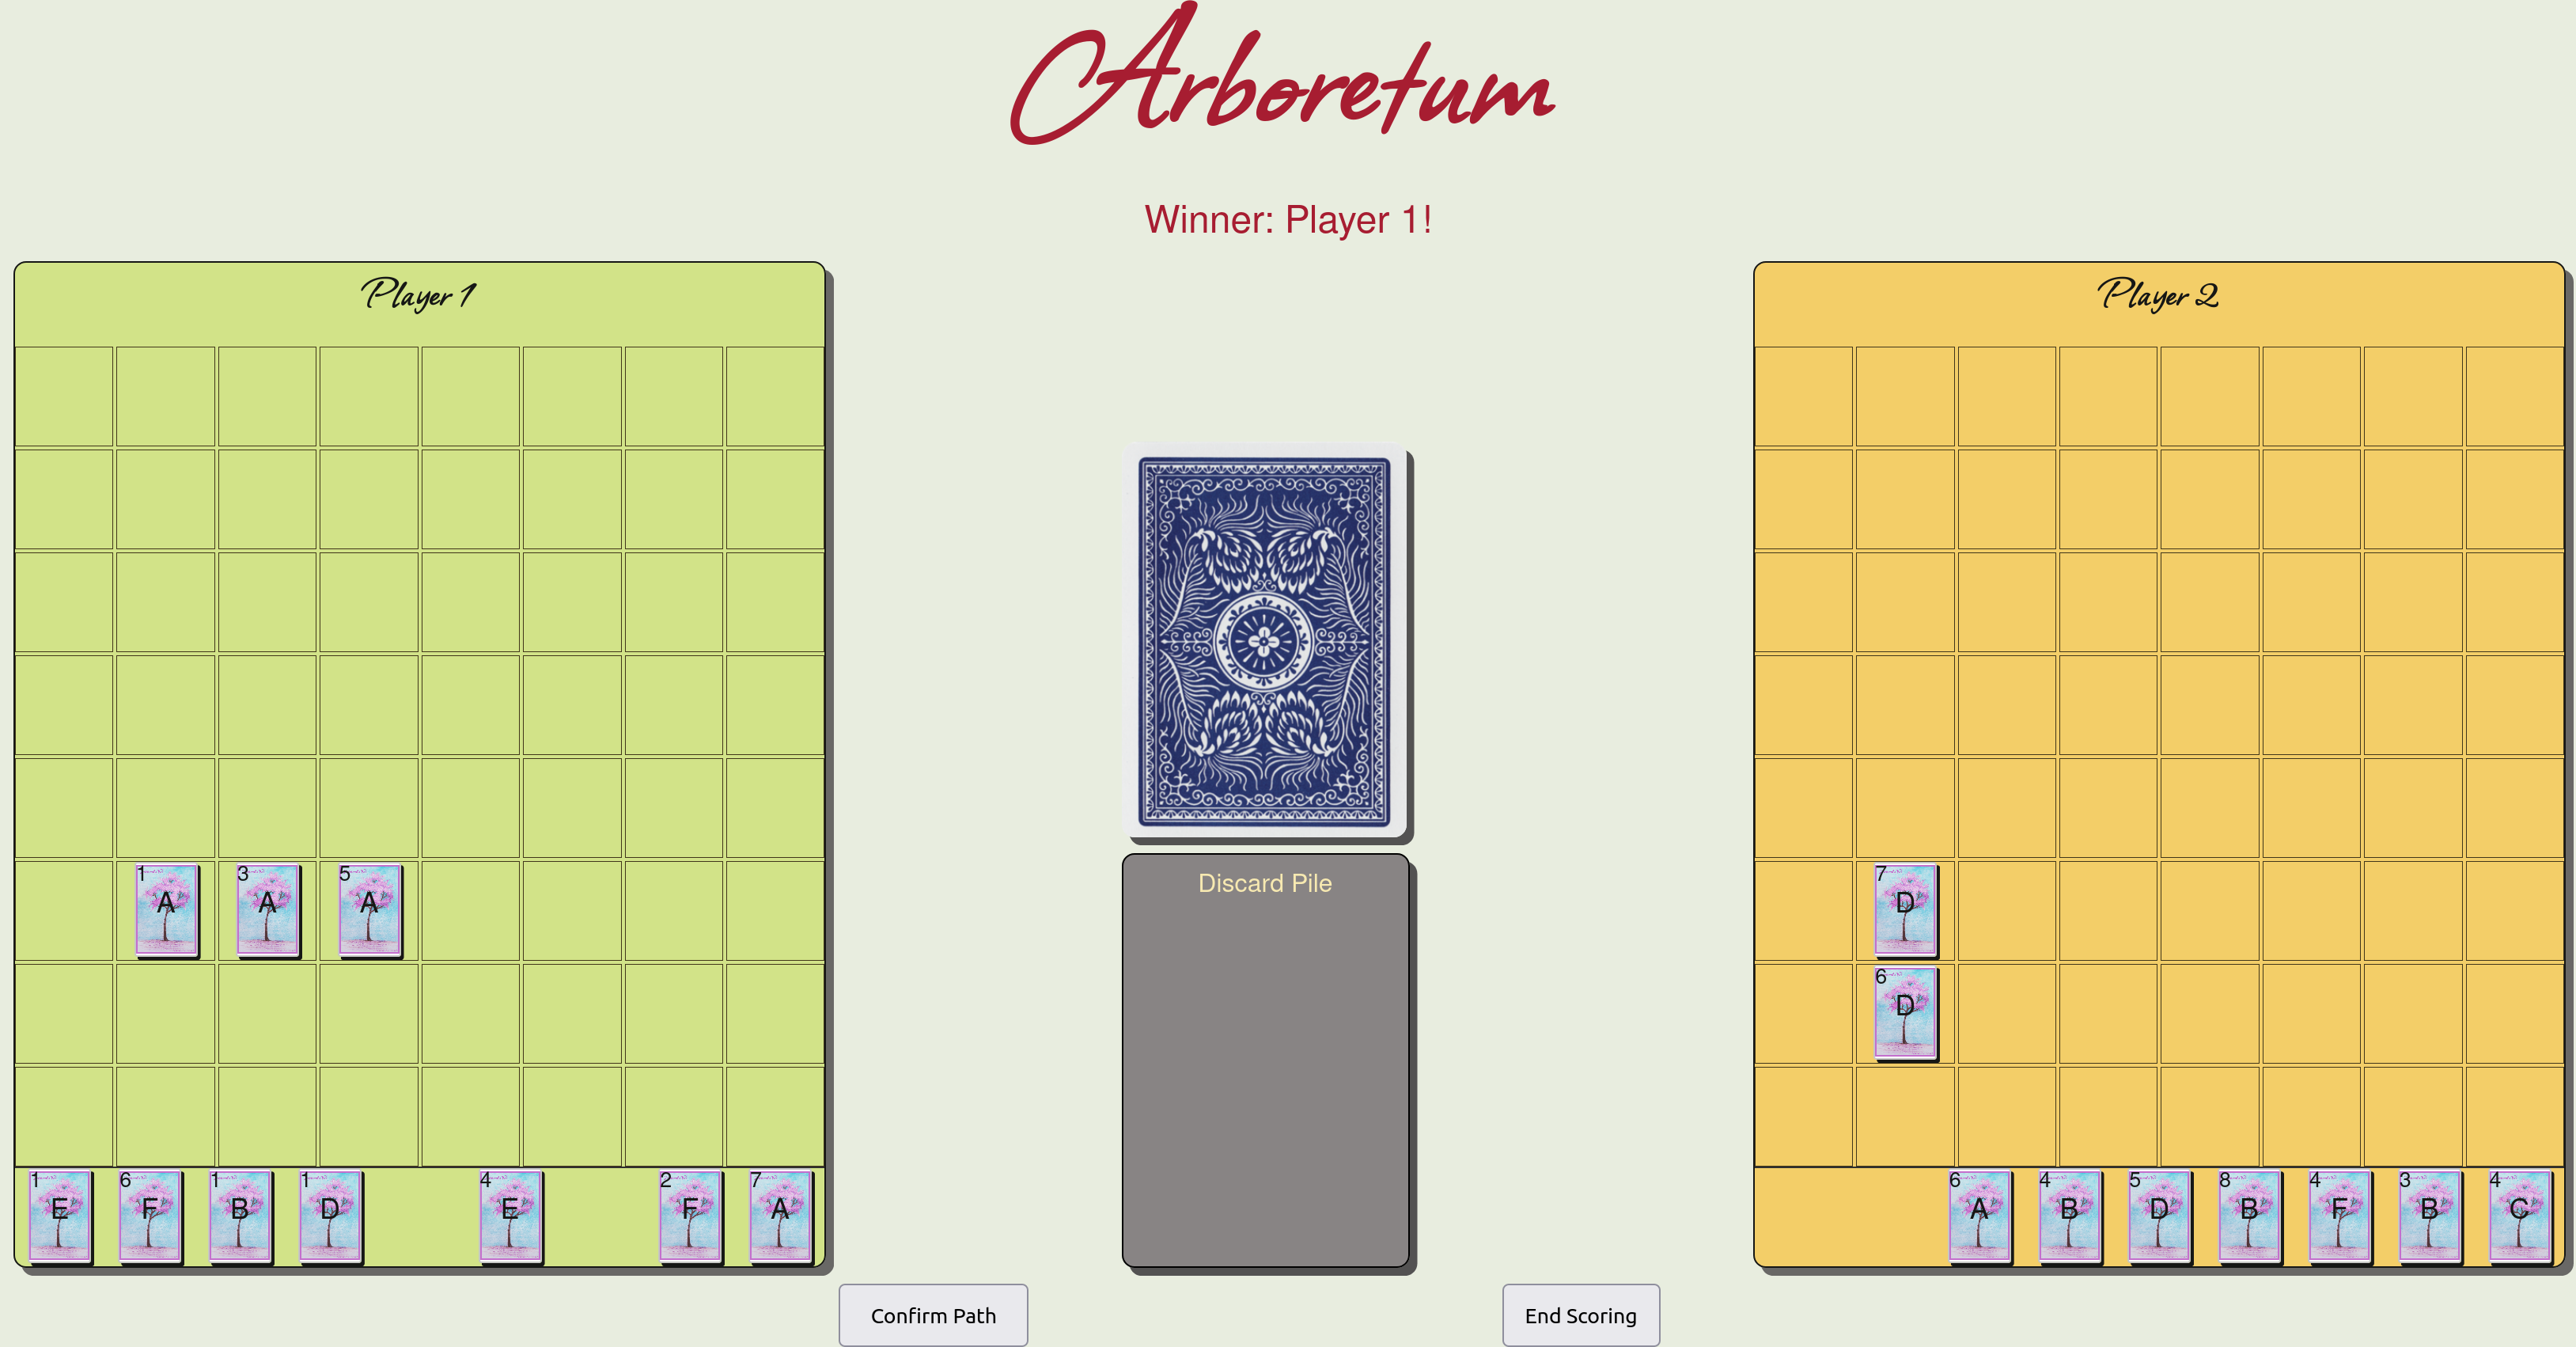 Arboretum
Winner: Player 1!
Player 1
Player 2
1 A
3 A
5 A
7 D
6 D
Discard Pile
1 E
6 F
1 B
1 D
4 E
2 F
7 A
6 A
4 B
5 D
8 B
4 F
3 B
4 C
Confirm Path
End Scoring